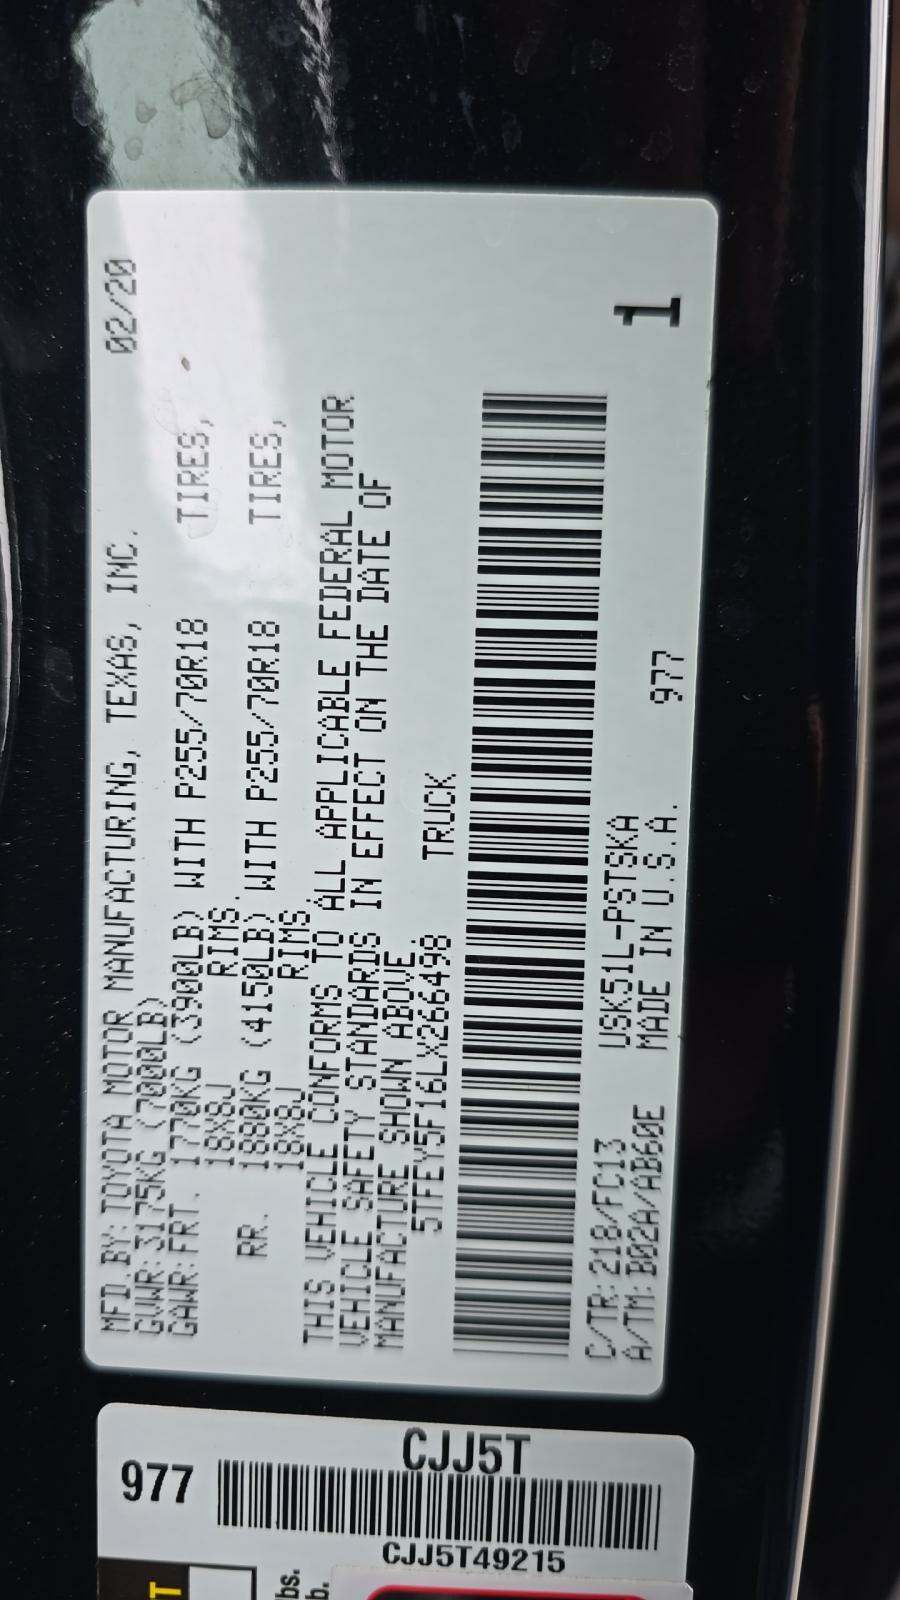 MFD.BY:TOYOTA MOTOR MANUFACTURING, TEXAS, INC. 02/20
GVWR:3175KG (7000LB)
GAWR:FRT. 1770KG (3900LB) WITH P255/70R18 TIRES,
18X8J RIMS.
RR. 1880KG (4150LB) WITH P255/70R18 TIRES,
18X8J RIMS.
THIS VEHICLE CONFORMS TO ALL APPLICABLE FEDERAL MOTOR
VEHICLE SAFETY STANDARDS IN EFFECT ON THE DATE OF
MANUFACTURE SHOWN ABOVE.
5TFEY5F16LX266498 TRUCK
C/TR:218/FC13 USK51L-PSTSKA
A/TM:B02A/AB60E MADE IN U.S.A. 977 1
977 CJJ5T
CJJ5T49215
T
bs.
b.